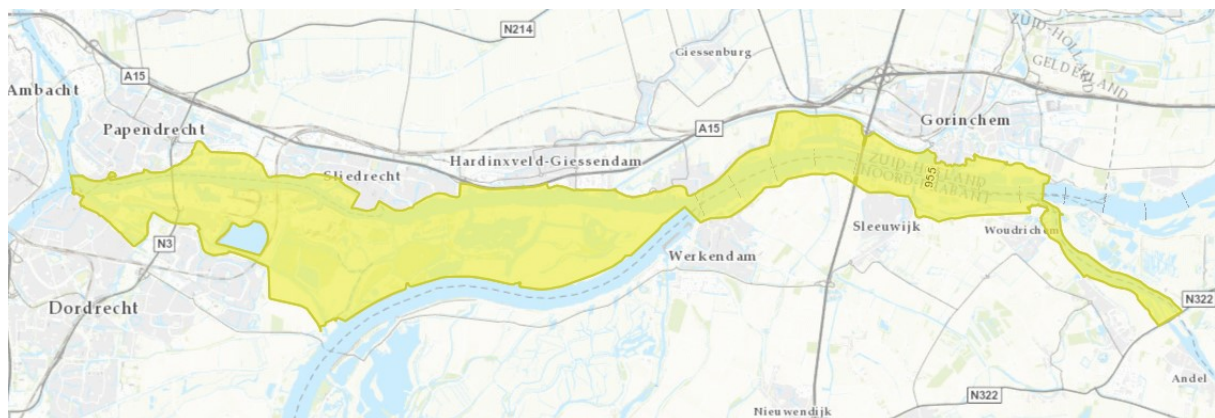 N214
Giessenburg
ZUID-HOLLAND
GELDERLAND
A15
Ambacht
Papendrecht
A15
Gorinchem
Hardinxveld-Giessendam
Sliedrecht
ZUID-HOLLAND
NOORD-BRABANT
955
N3
Sleeuwijk
Woudrichem
Werkendam
Dordrecht
N322
Andel
N322
Nieuwendijk